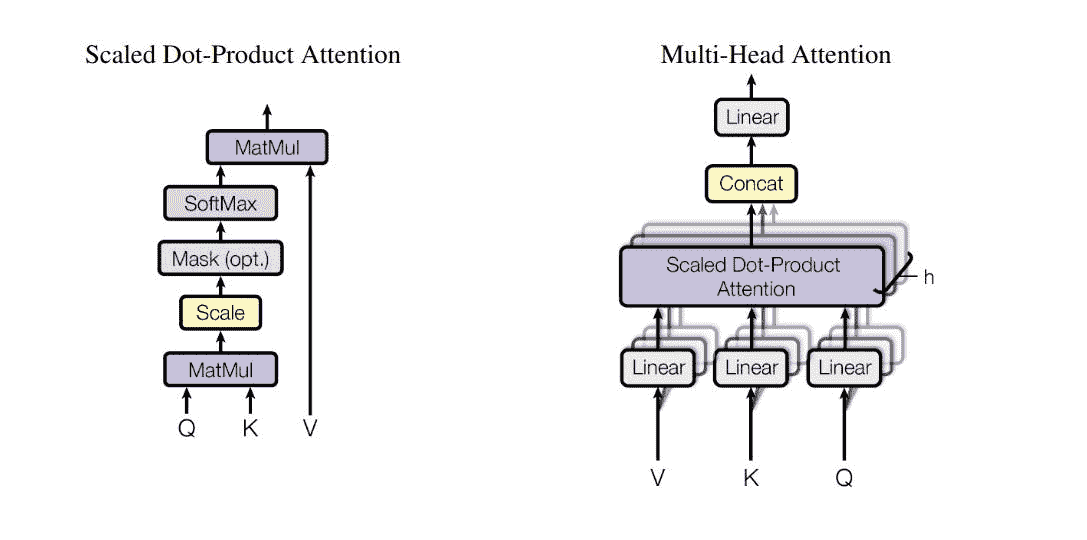 Scaled Dot-Product Attention
MatMul
SoftMax
Mask (opt.)
Scale
MatMul
Q K V
Multi-Head Attention
Linear
Concat
Scaled Dot-Product
Attention
h
Linear Linear Linear
V K Q